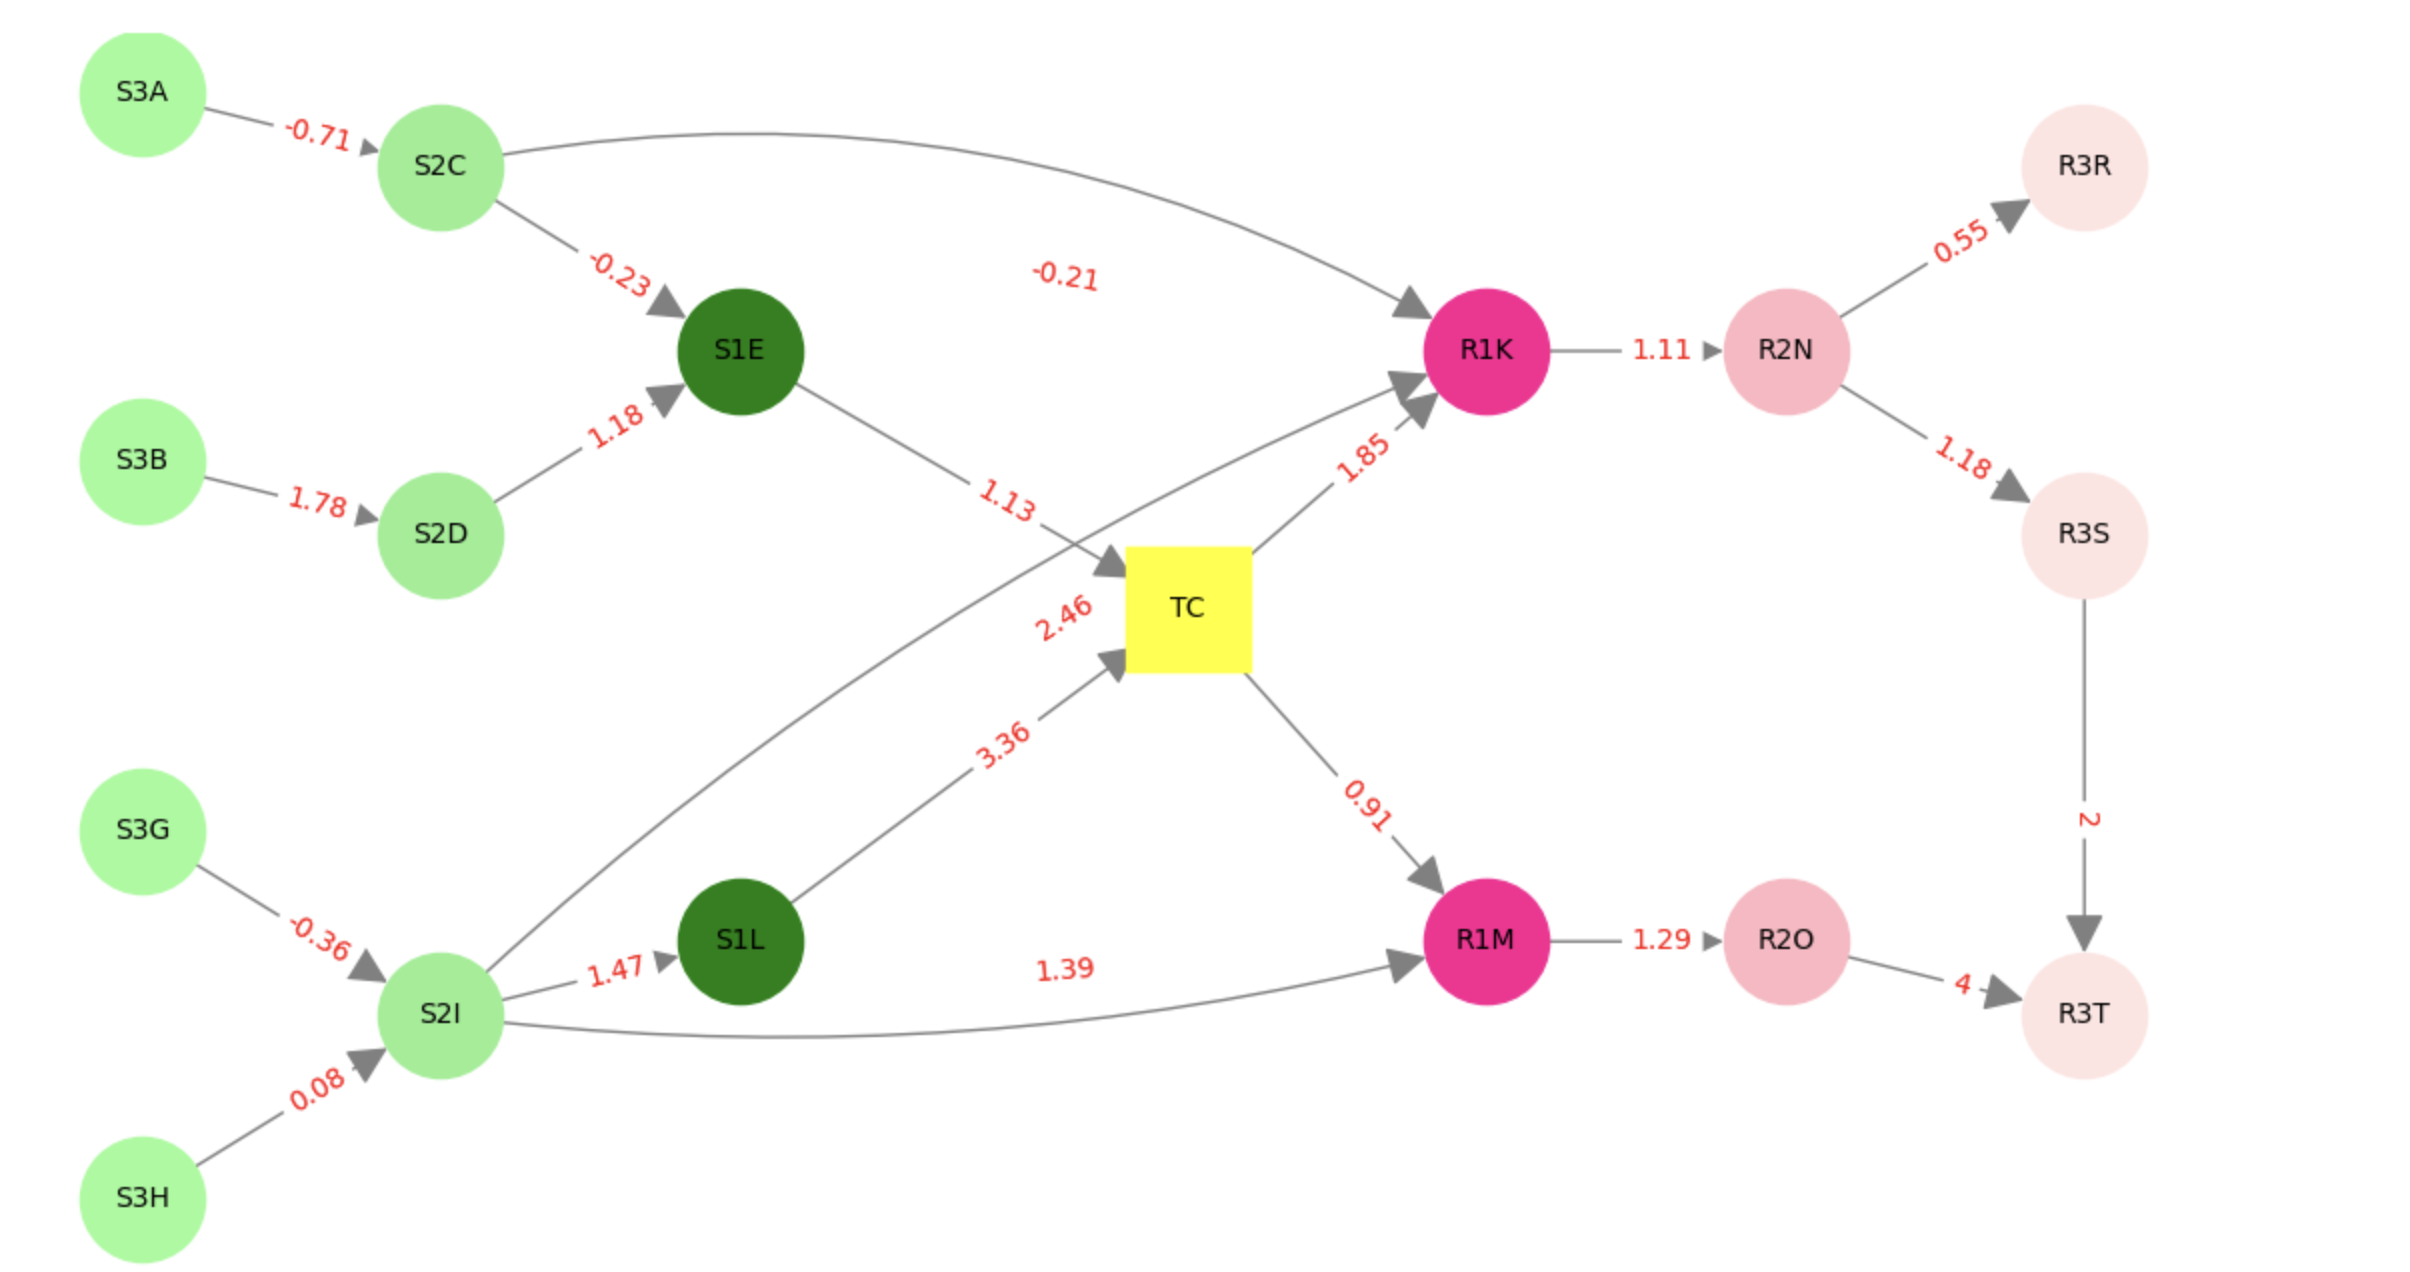 S3A
-0.71
S2C
R3R
0.55
-0.23
-0.21
S1E
R1K
1.11
R2N
1.18
1.85
1.18
S3B
1.78
S2D
1.13
R3S
2.46
TC
3.36
0.91
2
S3G
-0.36
S1L
R1M
1.29
R2O
1.47
1.39
4
S2I
R3T
0.08
S3H